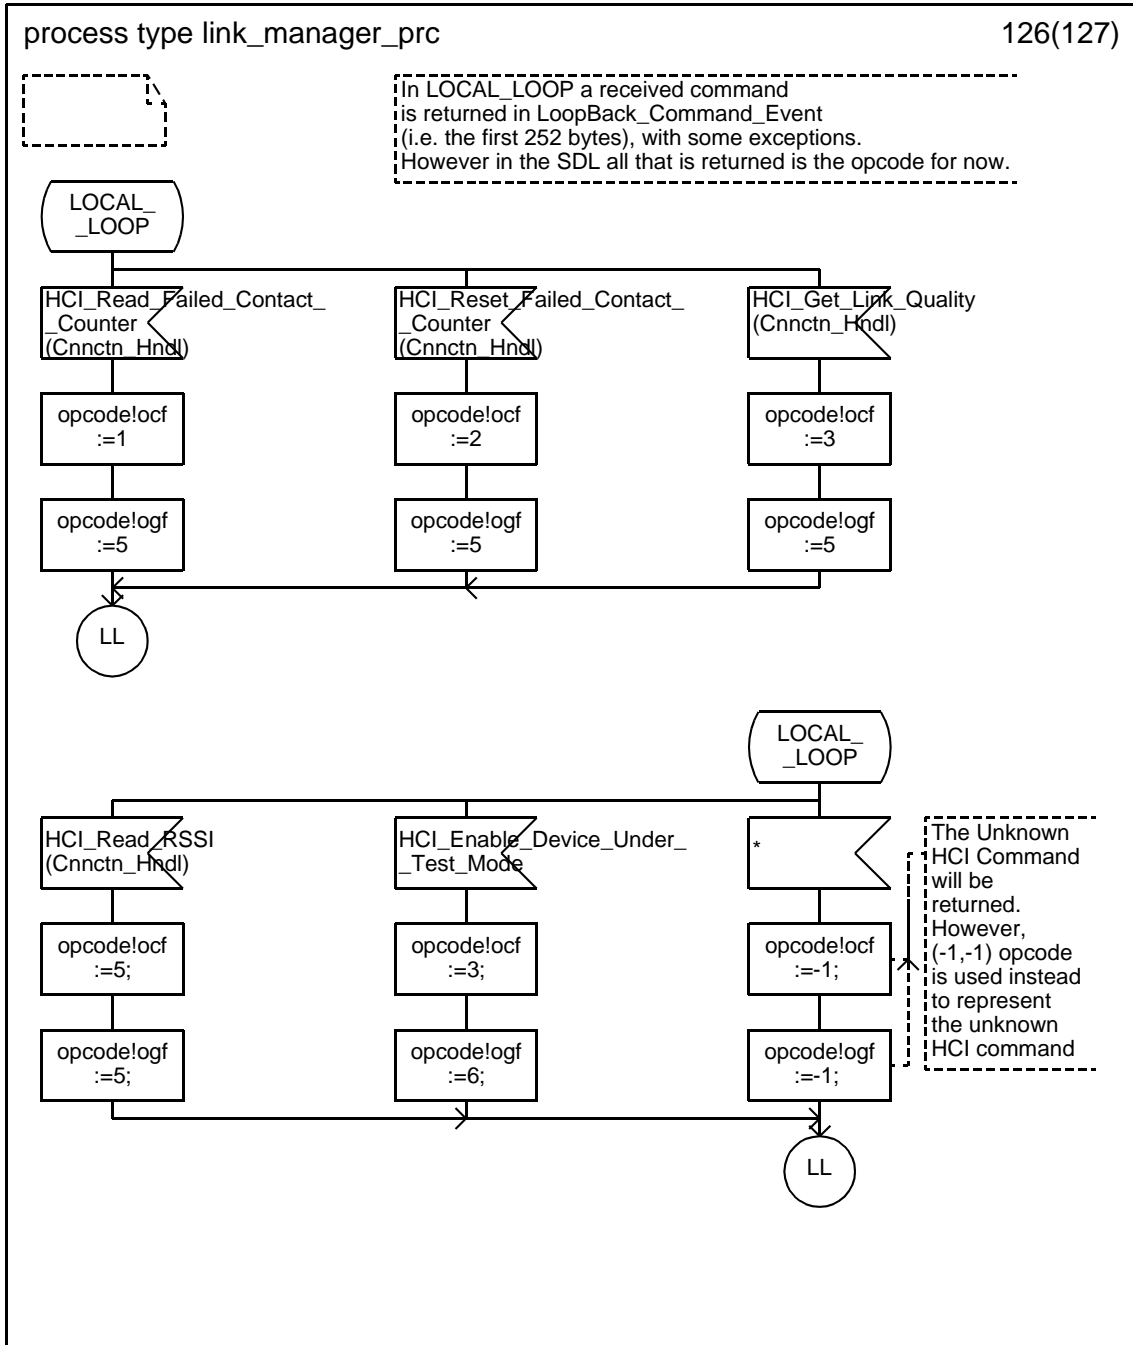 process type link_manager_prc
126(127)
In LOCAL_LOOP a received command
is returned in LoopBack_Command_Event
(i.e. the first 252 bytes), with some exceptions.
However in the SDL all that is returned is the opcode for now.
LOCAL_
_LOOP
HCI_Read_Failed_Contact_
_Counter
(Cnnctn_Hndl)
HCI_Reset_Failed_Contact_
_Counter
(Cnnctn_Hndl)
HCI_Get_Link_Quality
(Cnnctn_Hndl)
opcode!ocf
:=1
opcode!ocf
:=2
opcode!ocf
:=3
opcode!ogf
:=5
opcode!ogf
:=5
opcode!ogf
:=5
LL
LOCAL_
_LOOP
HCI_Read_RSSI
(Cnnctn_Hndl)
HCI_Enable_Device_Under_
_Test_Mode
*
The Unknown
HCI Command
will be
returned.
However,
(-1,-1) opcode
is used instead
to represent
the unknown
HCI command
opcode!ocf
:=5;
opcode!ocf
:=3;
opcode!ocf
:=-1;
opcode!ogf
:=5;
opcode!ogf
:=6;
opcode!ogf
:=-1;
LL